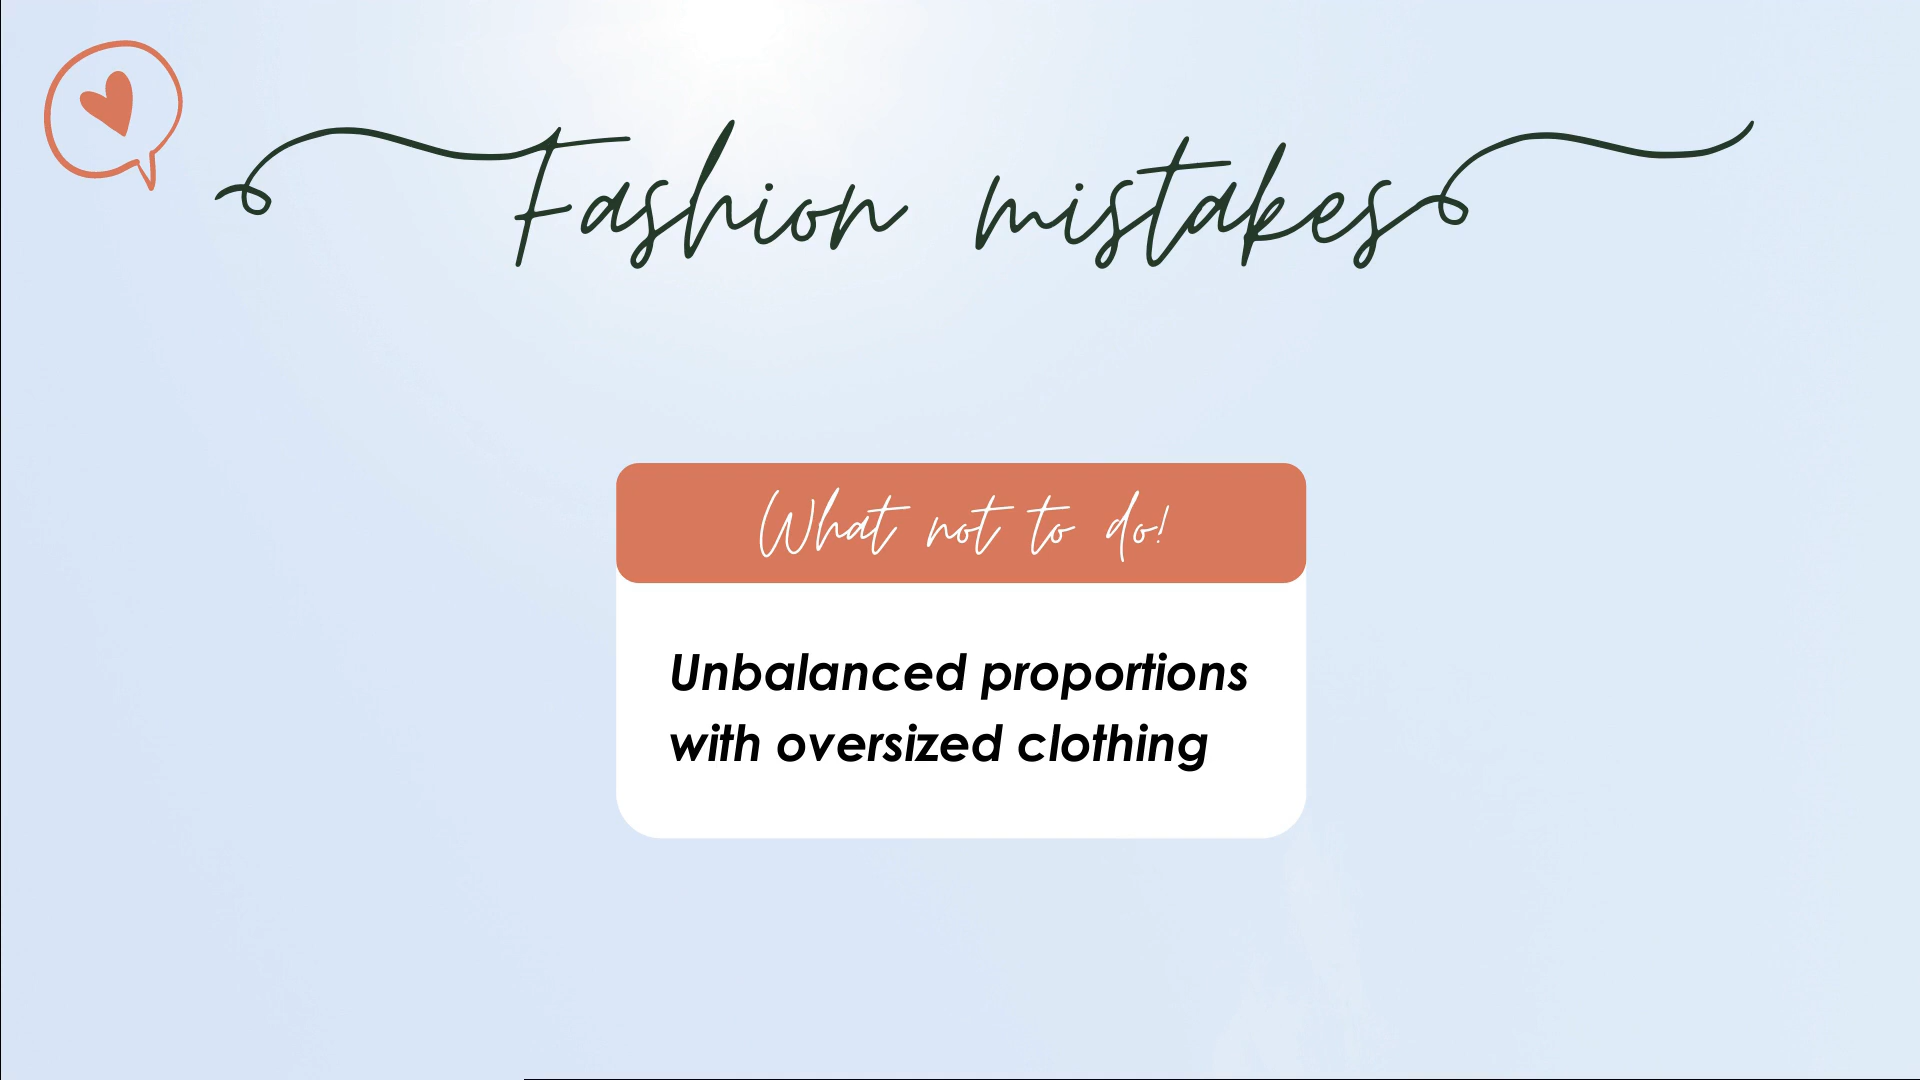 Fashion mistakes
What not to do!
Unbalanced proportions
with oversized clothing